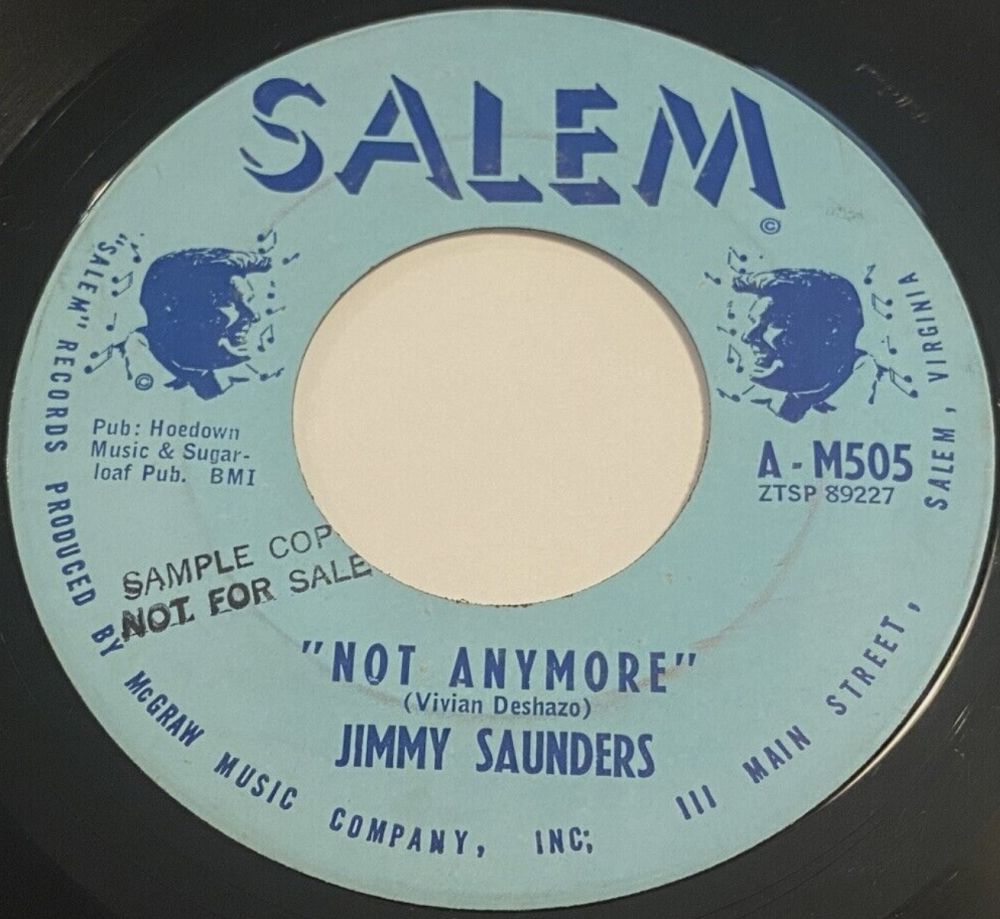 SALEM
©
©
Pub: Hoedown
Music & Sugar-
loaf Pub. BMI
A - M505
ZTSP 89227
SAMPLE COP
NOT FOR SALE
"NOT ANYMORE"
(Vivian Deshazo)
JIMMY SAUNDERS
"SALEM" RECORDS PRODUCED BY McGRAW MUSIC COMPANY, INC; 111 MAIN STREET, SALEM, VIRGINIA